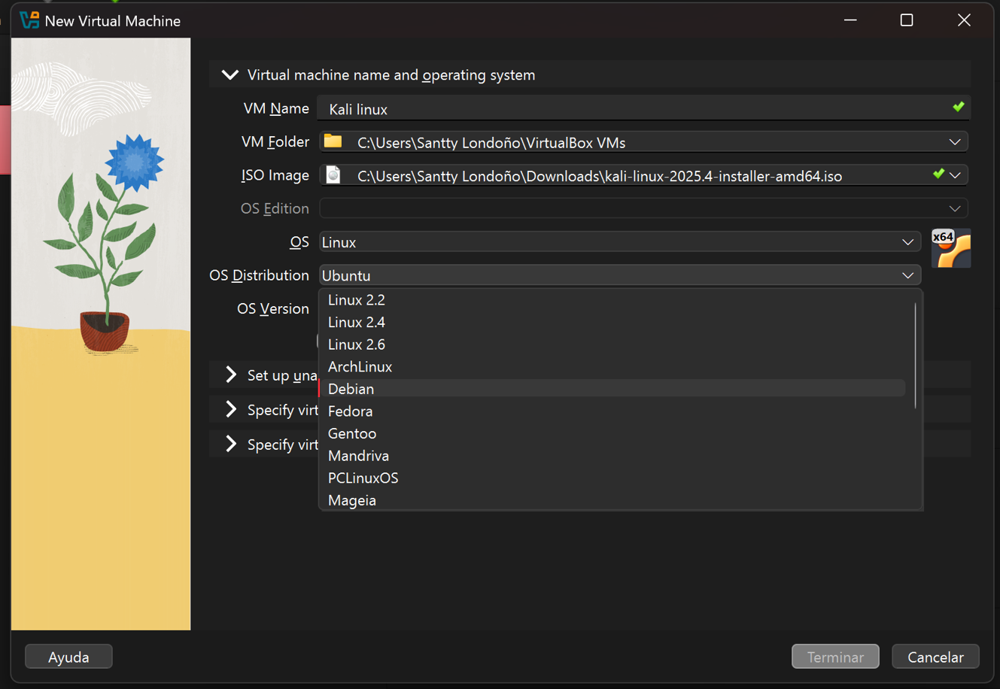 New Virtual Machine
Virtual machine name and operating system
VM Name Kali linux
VM Folder C:\Users\Santty Londoño\VirtualBox VMs
ISO Image C:\Users\Santty Londoño\Downloads\kali-linux-2025.4-installer-amd64.iso
OS Edition
OS Linux
x64
OS Distribution Ubuntu
OS Version
Linux 2.2
Linux 2.4
Linux 2.6
ArchLinux
Debian
Fedora
Gentoo
Mandriva
PCLinuxOS
Mageia
Set up una
Specify virt
Specify virt
Ayuda
Terminar
Cancelar